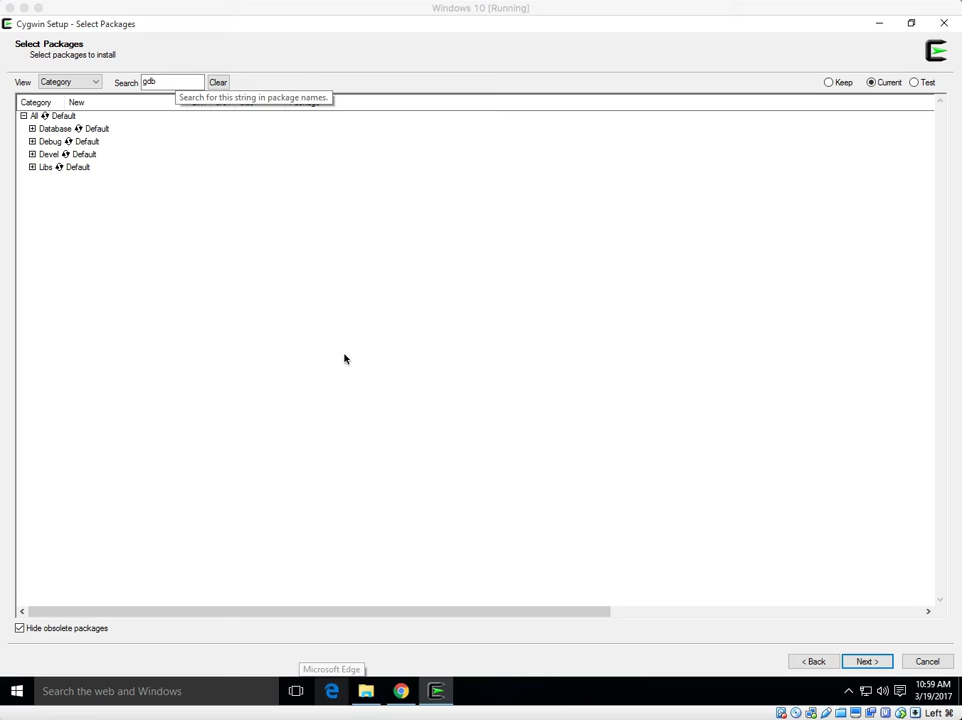 Windows 10 [Running]
Cygwin Setup - Select Packages
Select Packages
Select packages to install
View Category Search gdb Clear Keep Current Test
Search for this string in package names.
Category New
All Default
Database Default
Debug Default
Devel Default
Libs Default
Hide obsolete packages
< Back Next > Cancel
Microsoft Edge
Search the web and Windows
10:59 AM
3/19/2017
Left ⌘